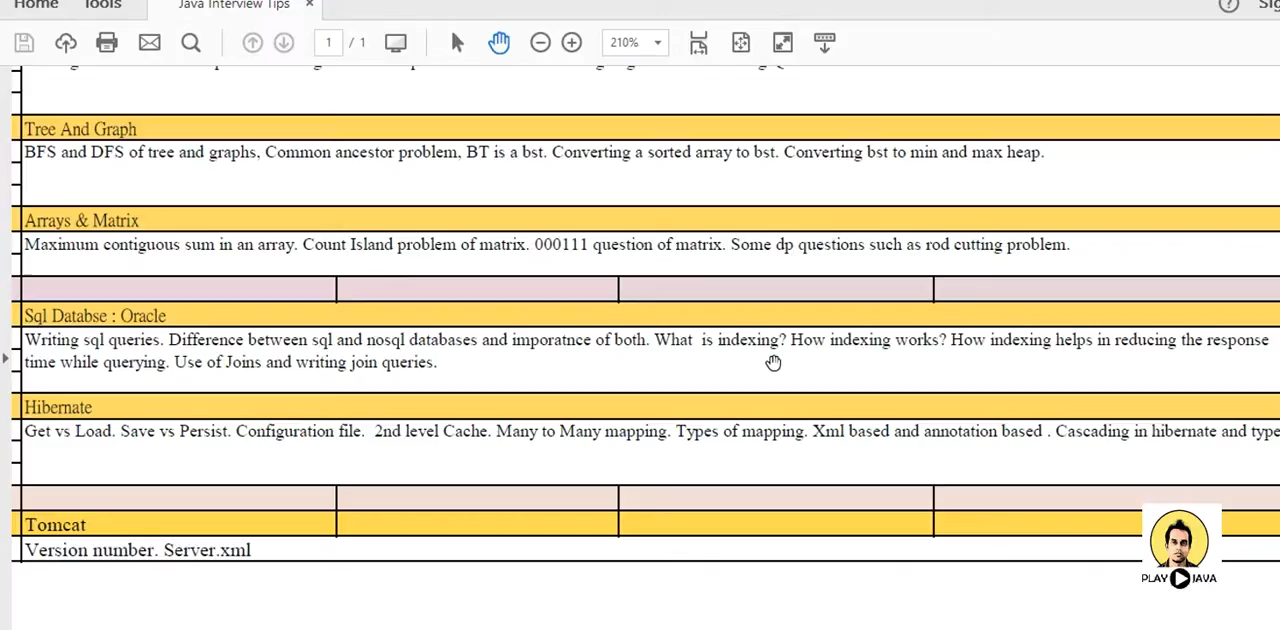 Home Tools Java Interview Tips ×
1 / 1 210%
Tree And Graph
BFS and DFS of tree and graphs, Common ancestor problem, BT is a bst. Converting a sorted array to bst. Converting bst to min and max heap.
Arrays & Matrix
Maximum contiguous sum in an array. Count Island problem of matrix. 000111 question of matrix. Some dp questions such as rod cutting problem.
Sql Databse : Oracle
Writing sql queries. Difference between sql and nosql databases and imporatnce of both. What is indexing? How indexing works? How indexing helps in reducing the response
time while querying. Use of Joins and writing join queries.
Hibernate
Get vs Load. Save vs Persist. Configuration file. 2nd level Cache. Many to Many mapping. Types of mapping. Xml based and annotation based . Cascading in hibernate and type
Tomcat
Version number. Server.xml
PLAY JAVA